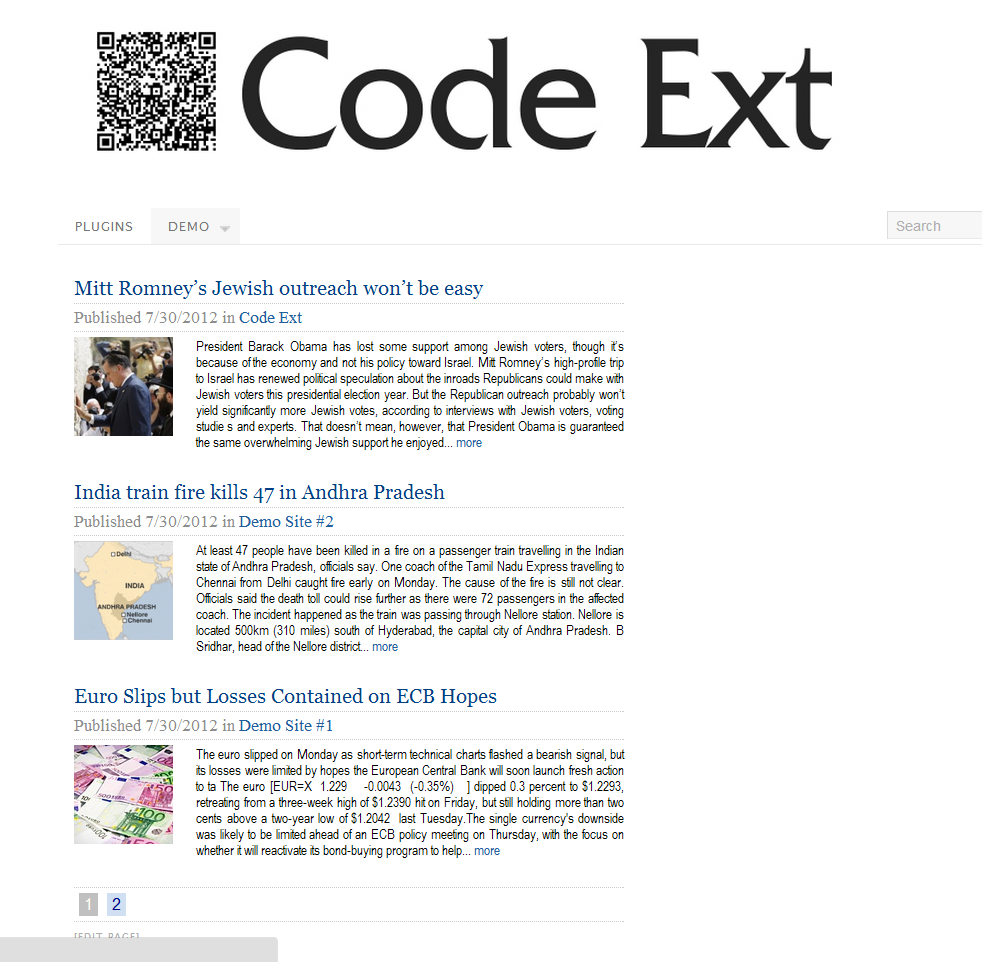 Code Ext
PLUGINS DEMO Search
Mitt Romney’s Jewish outreach won’t be easy
Published 7/30/2012 in Code Ext
President Barack Obama has lost some support among Jewish voters, though it’s
because of the economy and not his policy toward Israel. Mitt Romney’s high-profile trip
to Israel has renewed political speculation about the inroads Republicans could make with
Jewish voters this presidential election year. But the Republican outreach probably won’t
yield significantly more Jewish votes, according to interviews with Jewish voters, voting
studie s and experts. That doesn’t mean, however, that President Obama is guaranteed
the same overwhelming Jewish support he enjoyed... more
India train fire kills 47 in Andhra Pradesh
Published 7/30/2012 in Demo Site #2
Delhi
INDIA
ANDHRA PRADESH
Nellore
Chennai
At least 47 people have been killed in a fire on a passenger train travelling in the Indian
state of Andhra Pradesh, officials say. One coach of the Tamil Nadu Express travelling to
Chennai from Delhi caught fire early on Monday. The cause of the fire is still not clear.
Officials said the death toll could rise further as there were 72 passengers in the affected
coach. The incident happened as the train was passing through Nellore station. Nellore is
located 500km (310 miles) south of Hyderabad, the capital city of Andhra Pradesh. B
Sridhar, head of the Nellore district... more
Euro Slips but Losses Contained on ECB Hopes
Published 7/30/2012 in Demo Site #1
The euro slipped on Monday as short-term technical charts flashed a bearish signal, but
its losses were limited by hopes the European Central Bank will soon launch fresh action
to ta The euro [EUR=X 1.229 -0.0043 (-0.35%) ] dipped 0.3 percent to $1.2293,
retreating from a three-week high of $1.2390 hit on Friday, but still holding more than two
cents above a two-year low of $1.2042 last Tuesday.The single currency's downside
was likely to be limited ahead of an ECB policy meeting on Thursday, with the focus on
whether it will reactivate its bond-buying program to help... more
1 2
[EDIT PAGE]